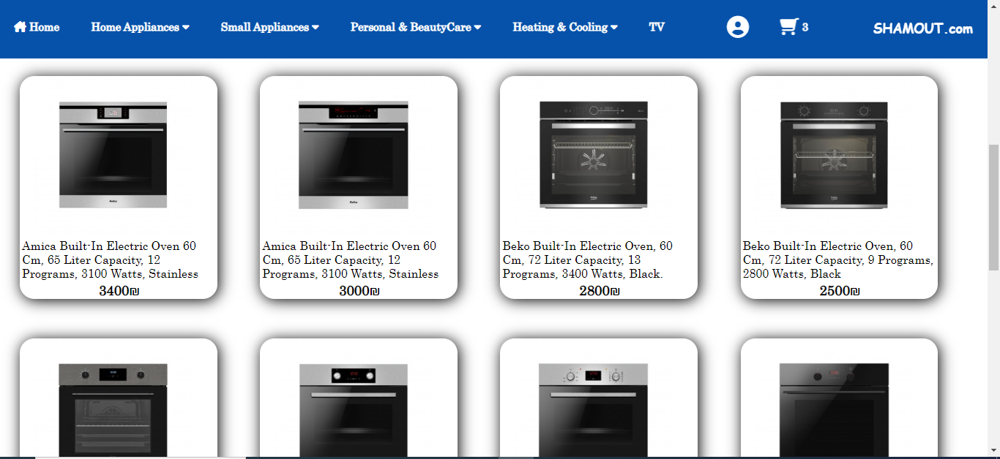 Home
Home Appliances
Small Appliances
Personal & BeautyCare
Heating & Cooling
TV
3
SHAMOUT.com
Amica Built-In Electric Oven 60
Cm, 65 Liter Capacity, 12
Programs, 3100 Watts, Stainless
3400₪
Amica Built-In Electric Oven 60
Cm, 65 Liter Capacity, 12
Programs, 3100 Watts, Stainless
3000₪
Beko Built-In Electric Oven, 60
Cm, 72 Liter Capacity, 13
Programs, 3400 Watts, Black.
2800₪
Beko Built-In Electric Oven, 60
Cm, 72 Liter Capacity, 9 Programs,
2800 Watts, Black
2500₪